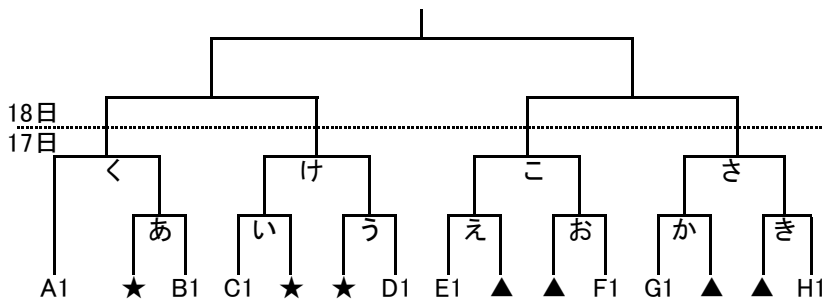 18日
17日
く け こ さ
あ い う え お か き
A1 ★ B1 C1 ★ ★ D1 E1 ▲ ▲ F1 G1 ▲ ▲ H1